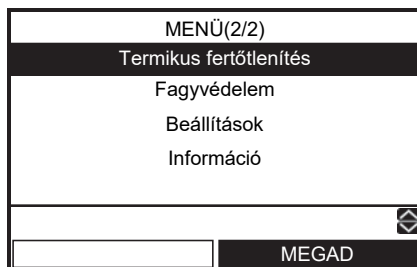 MENÜ(2/2)
Termikus fertőtlenítés
Fagyvédelem
Beállítások
Információ
MEGAD